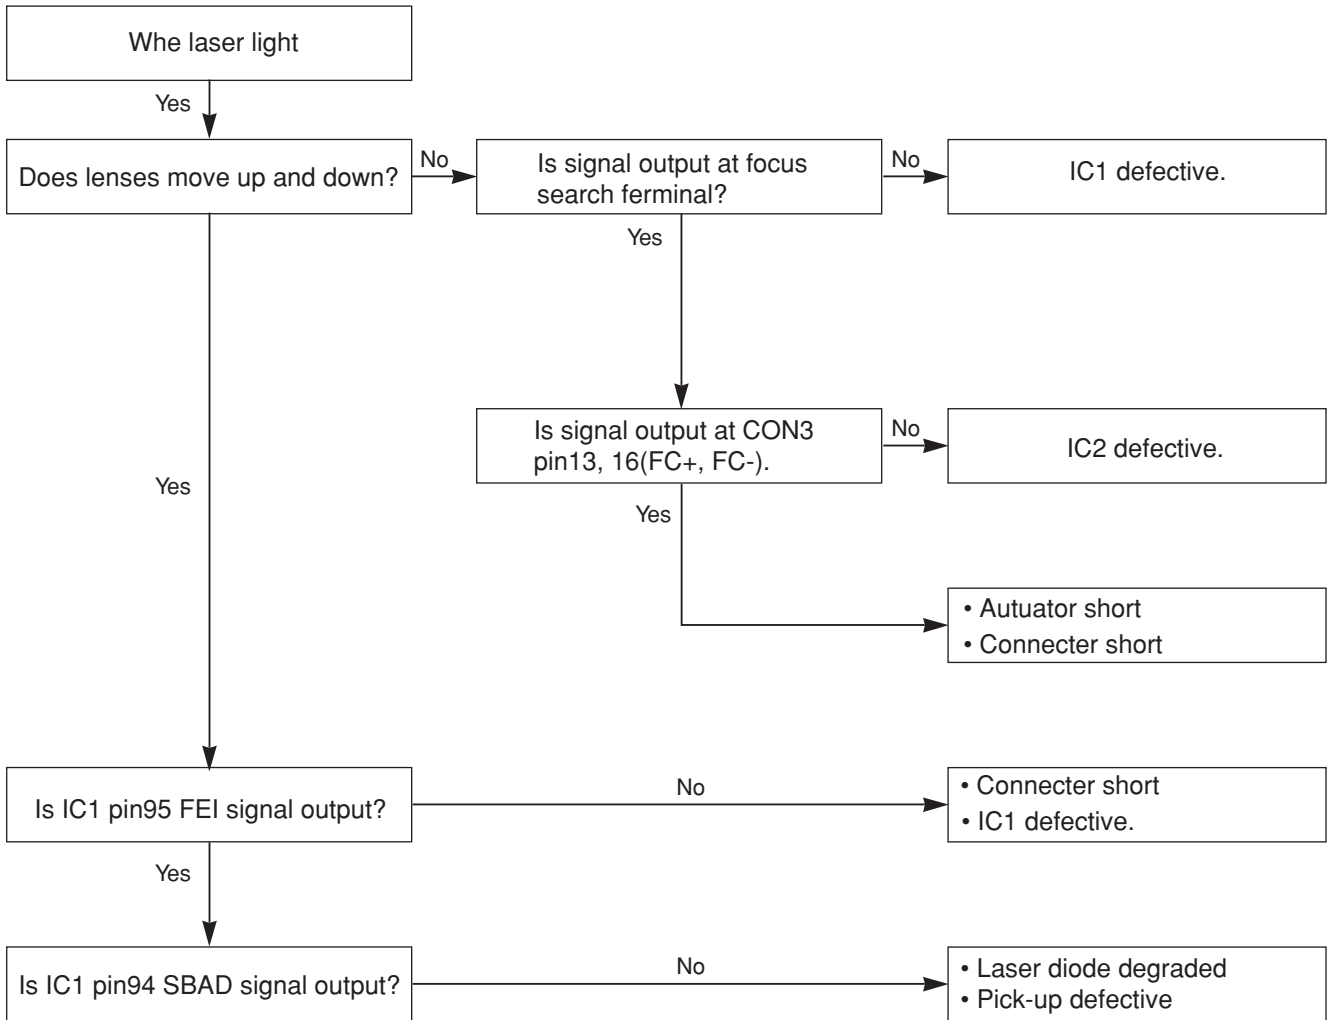 Whe laser light
Yes
Does lenses move up and down?
No
Is signal output at focus
search ferminal?
No
IC1 defective.
Yes
Is signal output at CON3
pin13, 16(FC+, FC-).
No
IC2 defective.
Yes
Yes
• Autuator short
• Connecter short
Is IC1 pin95 FEI signal output?
No
• Connecter short
• IC1 defective.
Yes
Is IC1 pin94 SBAD signal output?
No
• Laser diode degraded
• Pick-up defective